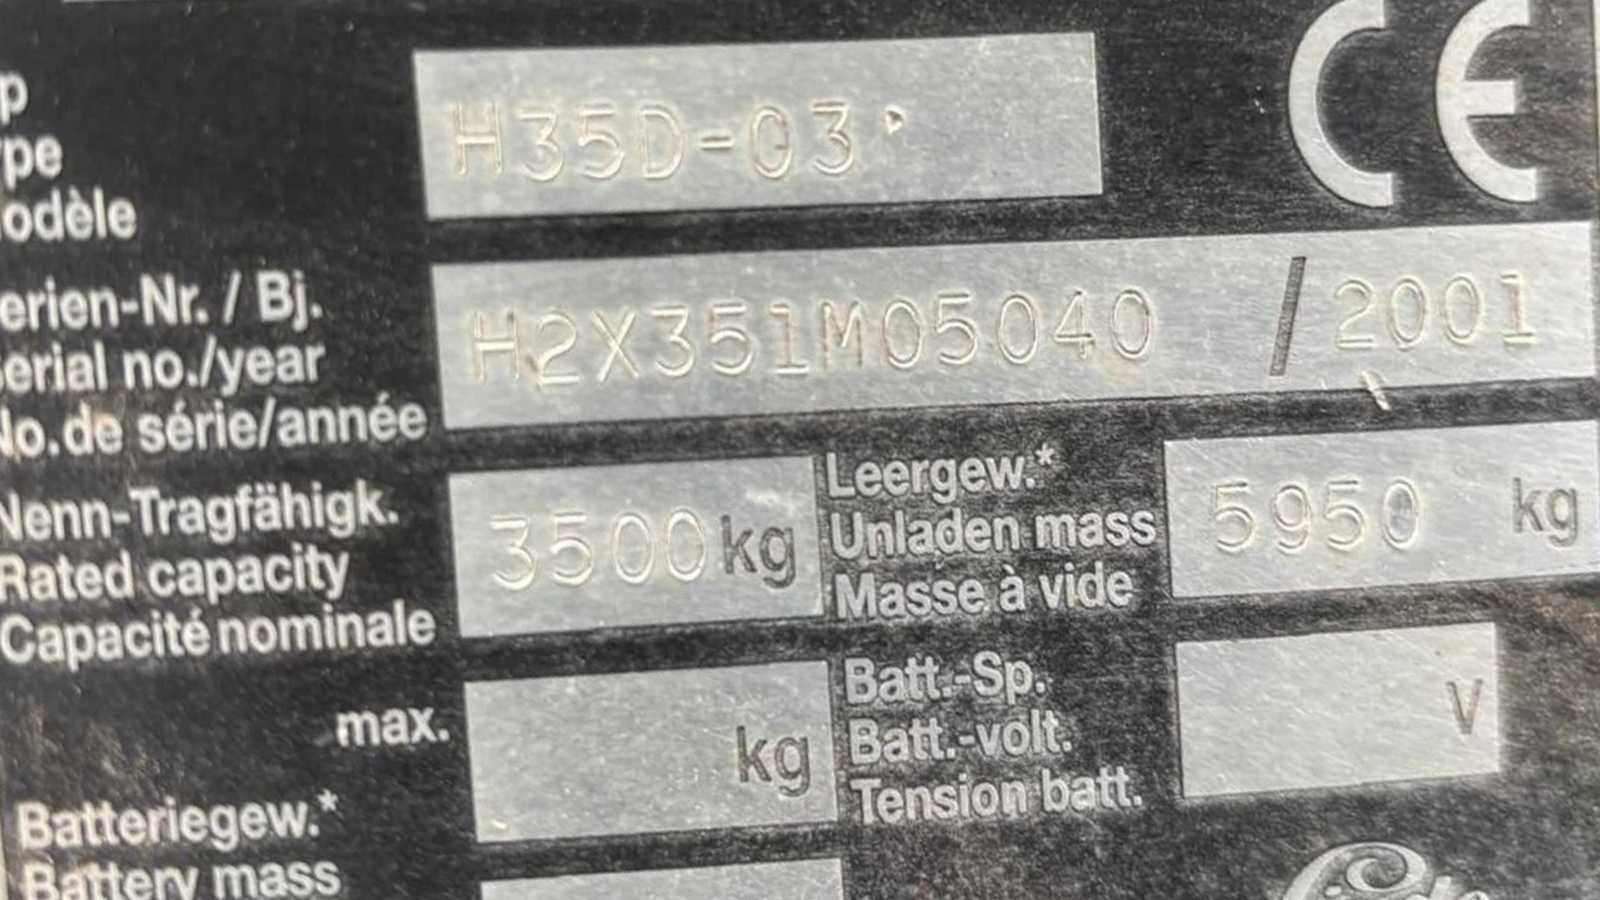 CE
H35D-03
odèle
erien-Nr. / Bj.
erial no./year
No.de série/année
H2X351M05040 / 2001
Nenn-Tragfähigk.
Rated capacity
Capacité nominale
3500 kg
Leergew.*
Unladen mass
Masse à vide
5950 kg
max.
kg
Batt.-Sp.
Batt.-volt.
Tension batt.
V
Batteriegew.*
Battery mass